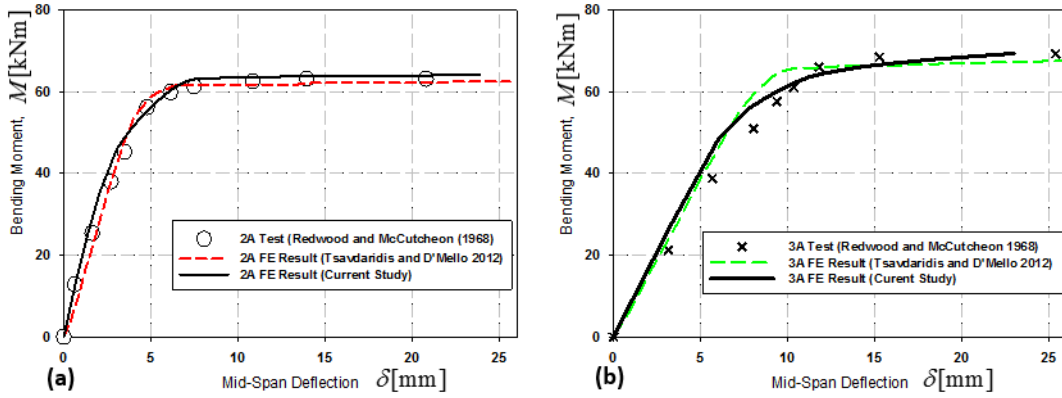 80
60
40
20
0
Bending Moment, M[kNm]
2A Test (Redwood and McCutcheon (1968)
2A FE Result (Tsavdaridis and D'Mello 2012)
2A FE Result (Current Study)
0 5 10 15 20 25
(a) Mid-Span Deflection δ[mm]
80
60
40
20
0
Bending Moment, M[kNm]
3A Test (Redwood and McCutcheon 1968)
3A FE Result (Tsavdaridis and D'Mello 2012)
3A FE Result (Curent Study)
0 5 10 15 20 25
(b) Mid-Span Deflection δ[mm]